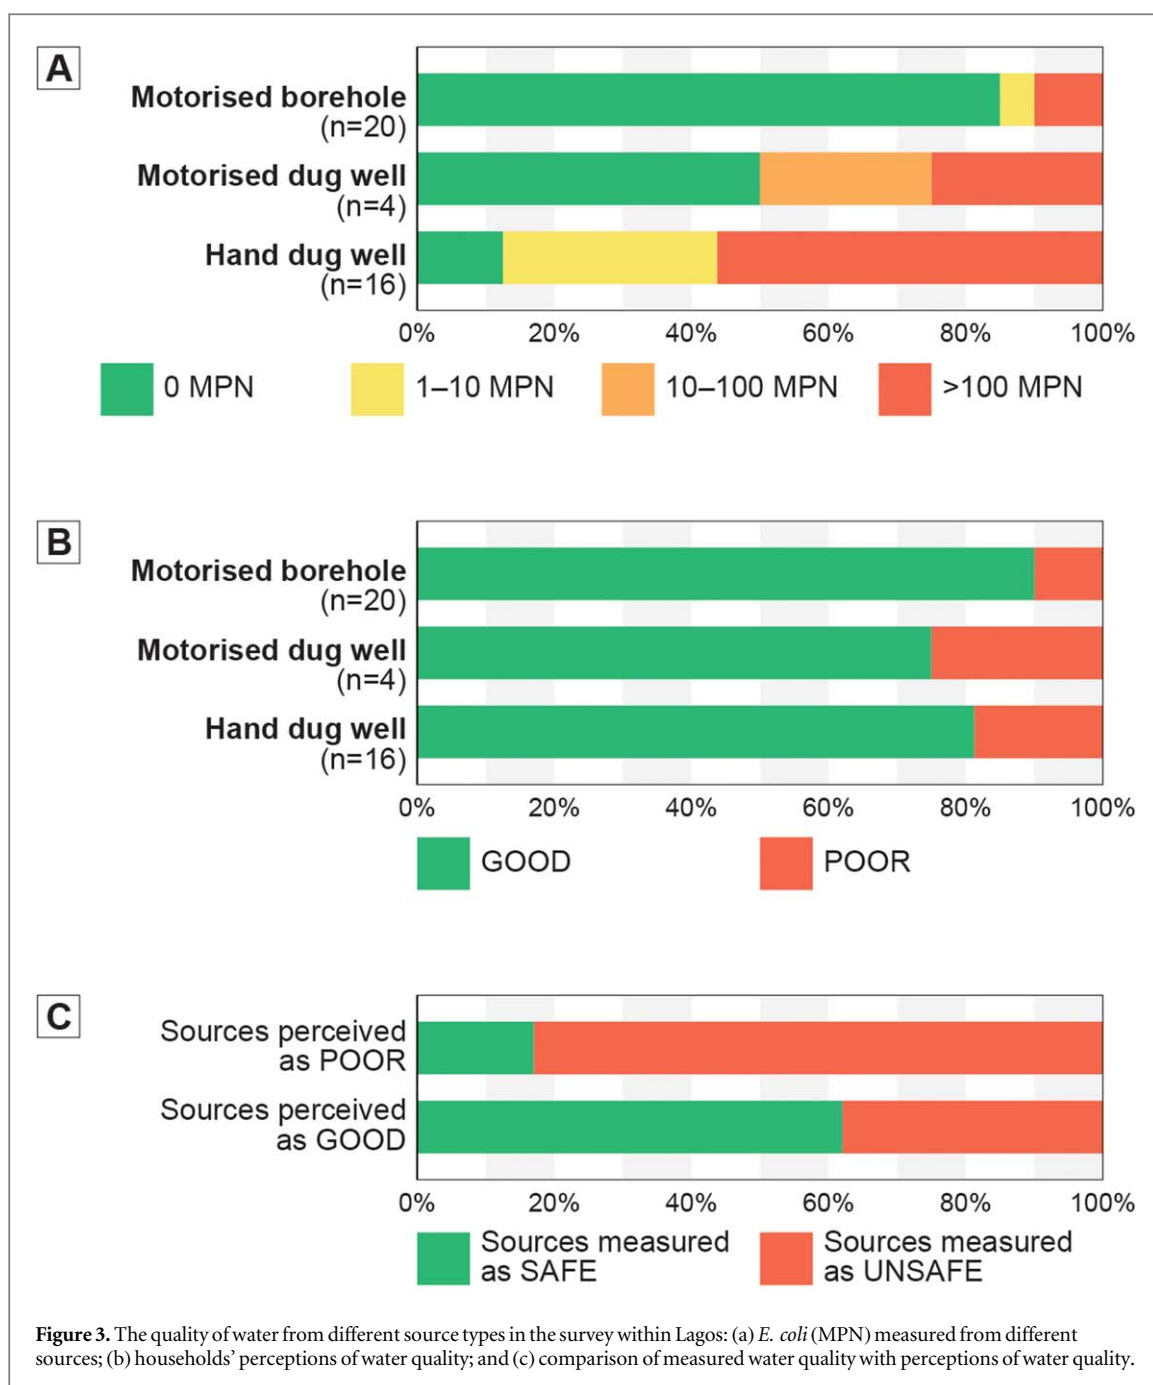 A
Motorised borehole
(n=20)
Motorised dug well
(n=4)
Hand dug well
(n=16)
0% 20% 40% 60% 80% 100%
0 MPN 1–10 MPN 10–100 MPN >100 MPN
B
Motorised borehole
(n=20)
Motorised dug well
(n=4)
Hand dug well
(n=16)
0% 20% 40% 60% 80% 100%
GOOD POOR
C
Sources perceived
as POOR
Sources perceived
as GOOD
0% 20% 40% 60% 80% 100%
Sources measured
as SAFE
Sources measured
as UNSAFE
Figure 3. The quality of water from different source types in the survey within Lagos: (a) E. coli (MPN) measured from different
sources; (b) households’ perceptions of water quality; and (c) comparison of measured water quality with perceptions of water quality.